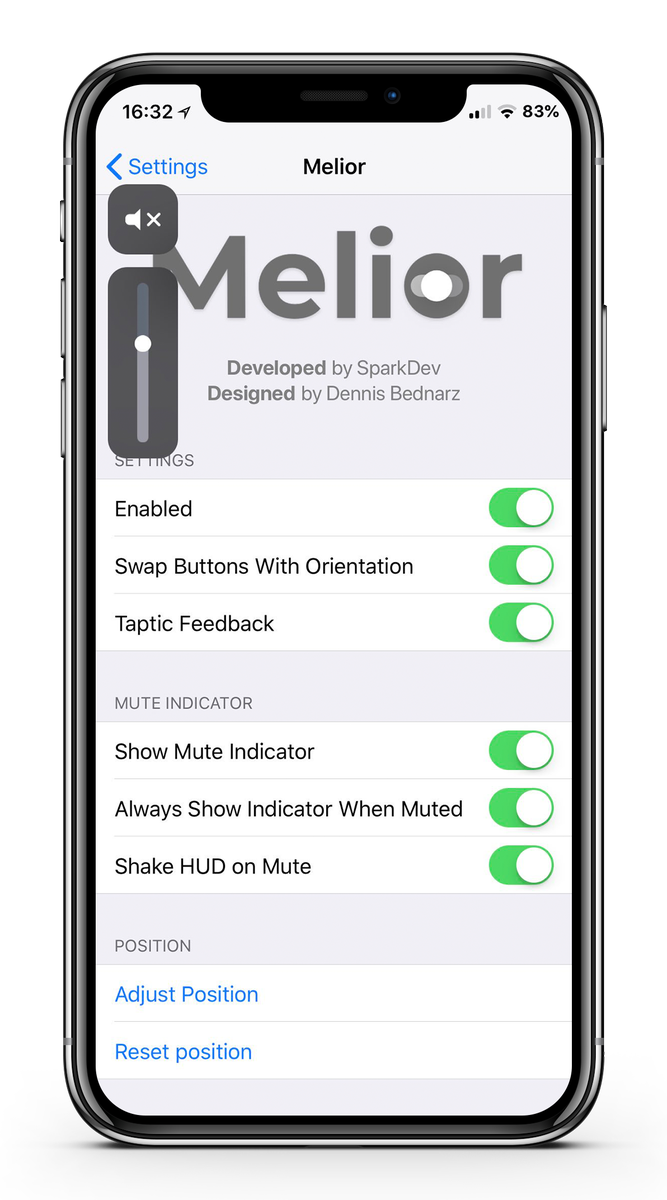 16:32 83%
Settings Melior
Melior
Developed by SparkDev
Designed by Dennis Bednarz
SETTINGS
Enabled
Swap Buttons With Orientation
Taptic Feedback
MUTE INDICATOR
Show Mute Indicator
Always Show Indicator When Muted
Shake HUD on Mute
POSITION
Adjust Position
Reset position